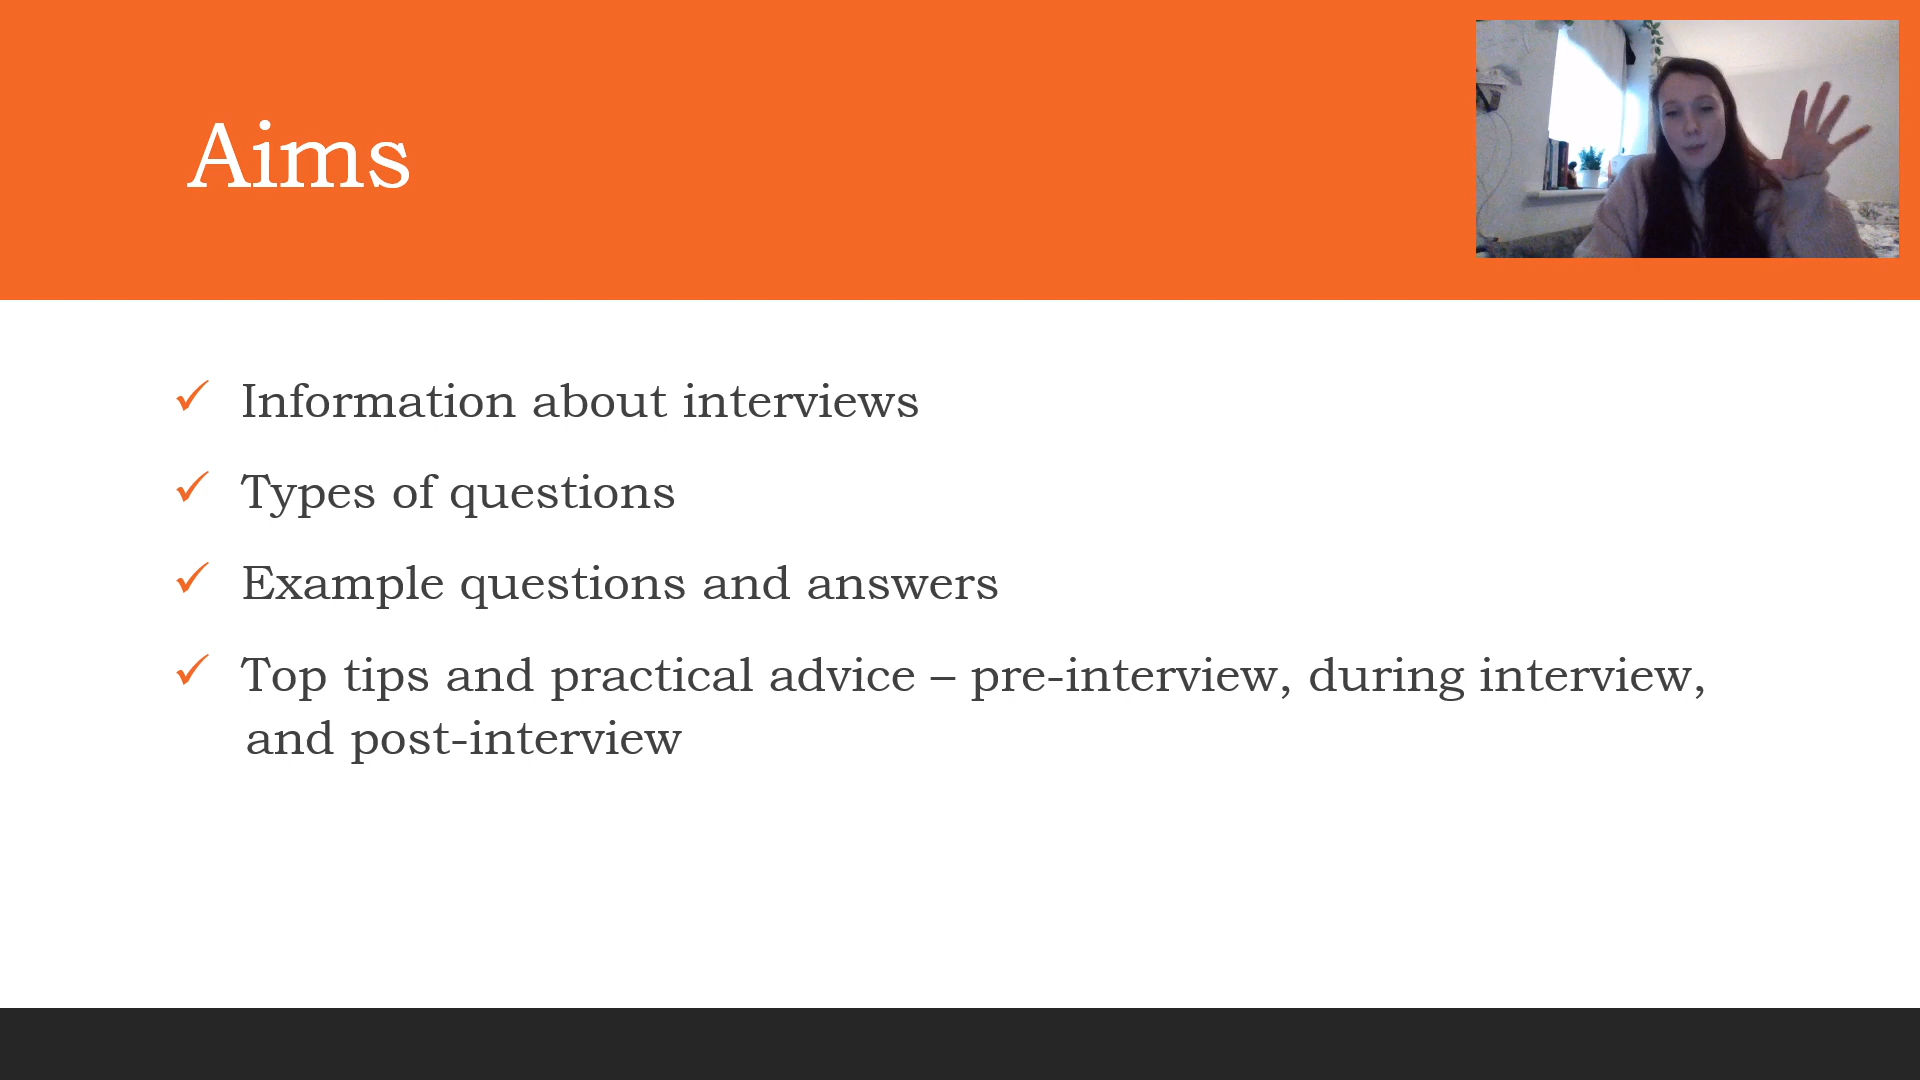 Aims
Information about interviews
Types of questions
Example questions and answers
Top tips and practical advice – pre-interview, during interview,
and post-interview